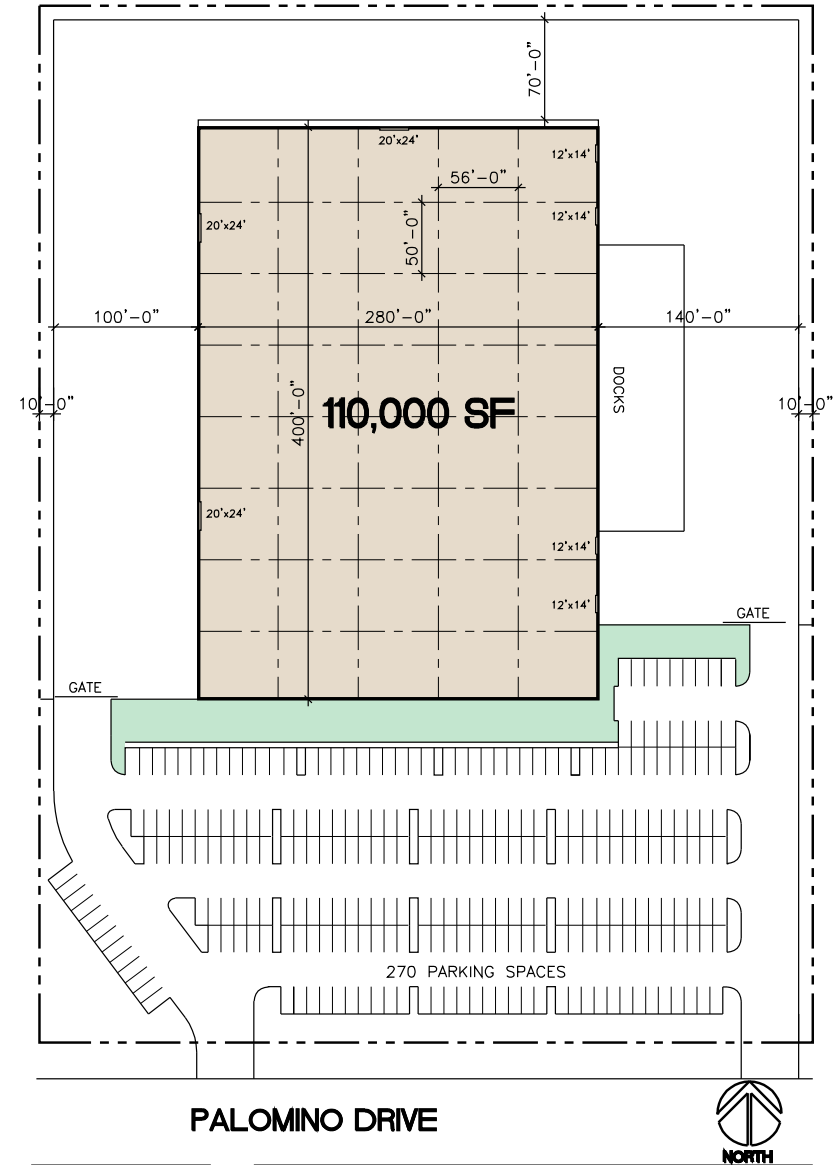 70'-0"
20'x24'
12'x14'
56'-0"
12'x14'
20'x24'
50'-0"
100'-0"
280'-0"
140'-0"
DOCKS
10'-0"
400'-0"
110,000 SF
10'-0"
20'x24'
12'x14'
12'x14'
GATE
GATE
270 PARKING SPACES
PALOMINO DRIVE
NORTH